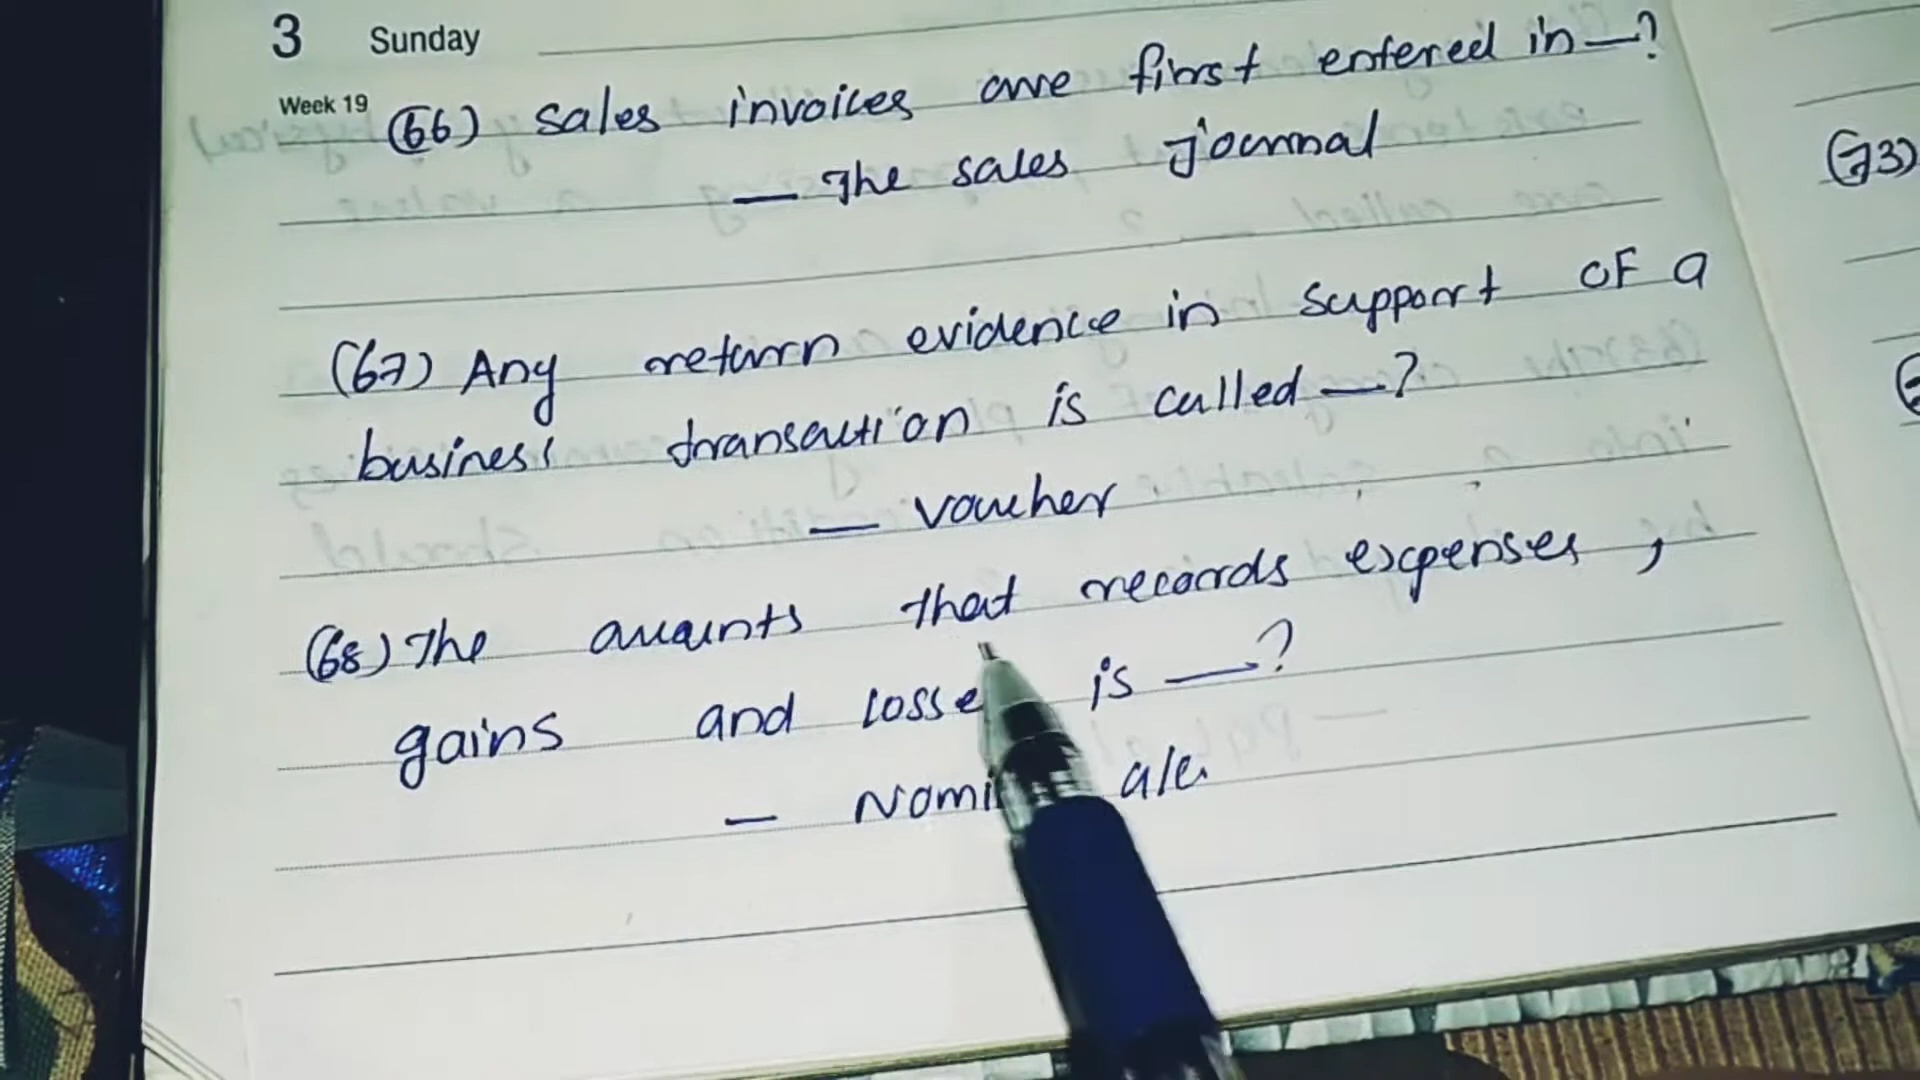 3 Sunday
Week 19
(66) sales invoices are first entered in —?
— The sales journal
(67) Any return evidence in support of a
business transaction is called —?
— voucher
(68) The accounts that records expenses,
gains and losse is —?
— Nomi a/c.
(73)